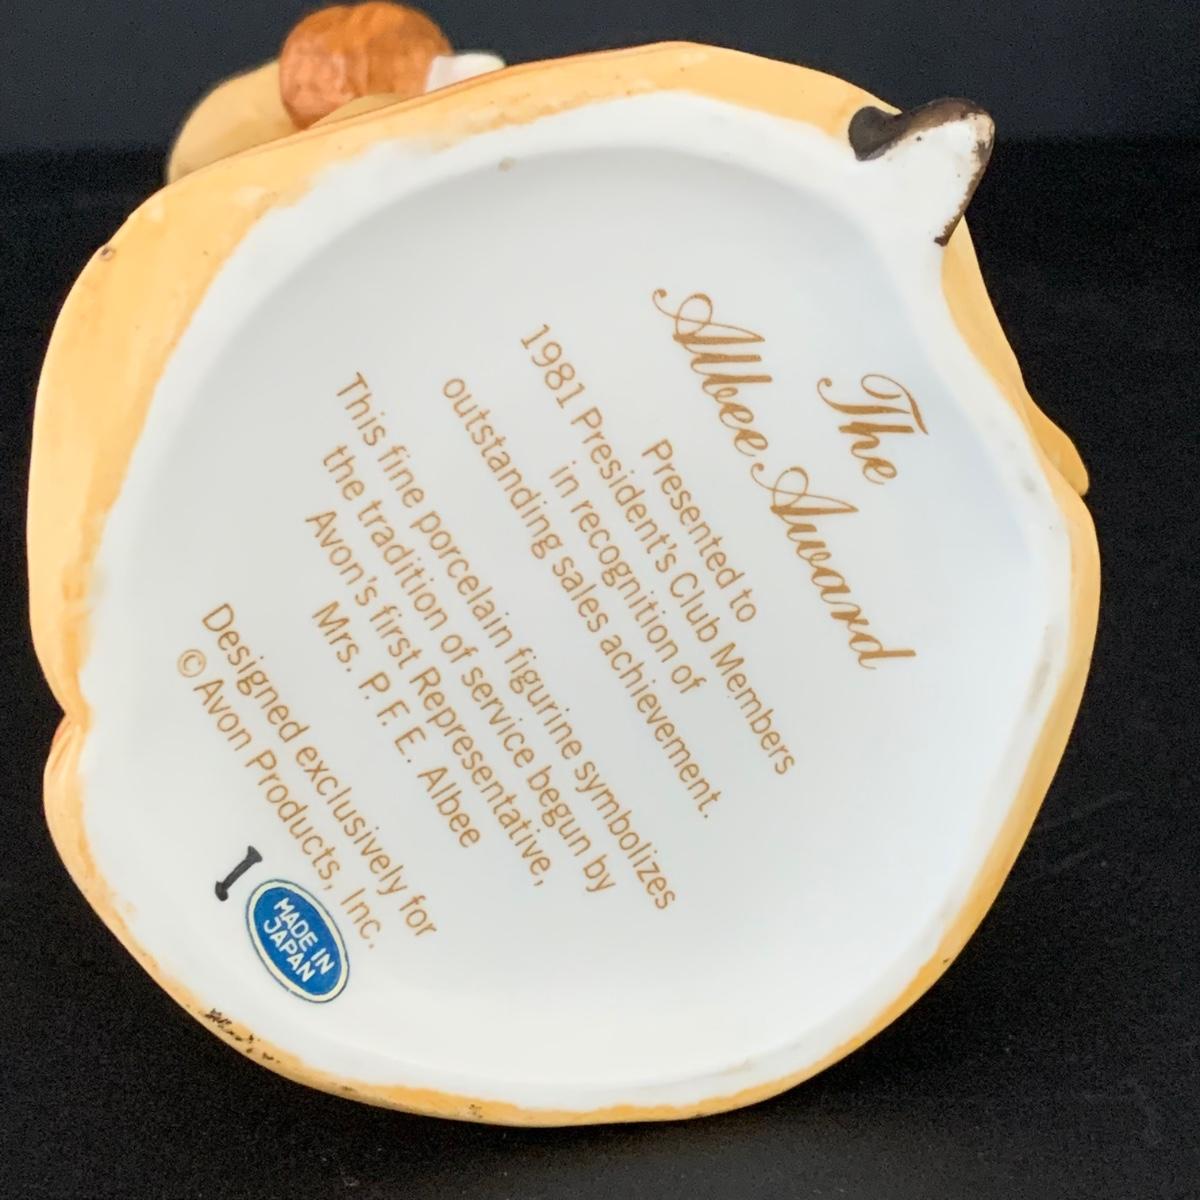 The
Albee Award
Presented to
1981 President's Club Members
in recognition of
outstanding sales achievement.
This fine porcelain figurine symbolizes
the tradition of service begun by
Avon's first Representative,
Mrs. P. F. E. Albee
Designed exclusively for
© Avon Products, Inc.
I
MADE IN
JAPAN